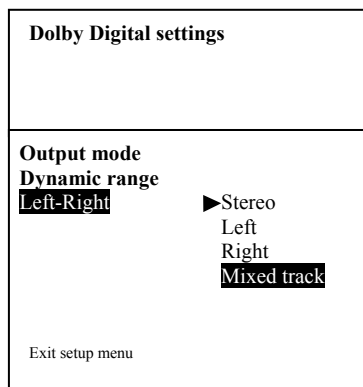 Dolby Digital settings
Output mode
Dynamic range
Left-Right ▶Stereo
Left
Right
Mixed track
Exit setup menu